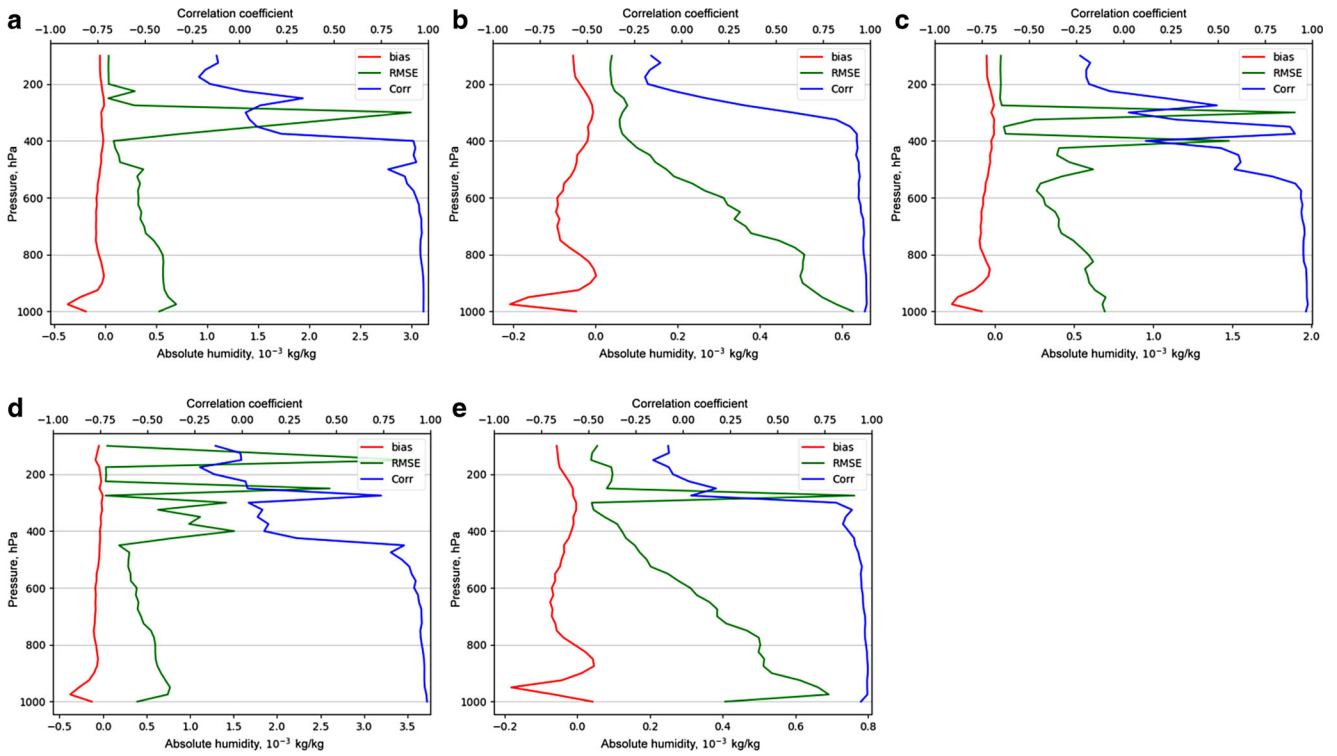 a
Correlation coefficient
-1.00 -0.75 -0.50 -0.25 0.00 0.25 0.50 0.75 1.00
bias
RMSE
Corr
Pressure, hPa
200
400
600
800
1000
-0.5 0.0 0.5 1.0 1.5 2.0 2.5 3.0
Absolute humidity, 10⁻³ kg/kg
b
Correlation coefficient
-1.00 -0.75 -0.50 -0.25 0.00 0.25 0.50 0.75 1.00
bias
RMSE
Corr
Pressure, hPa
200
400
600
800
1000
-0.2 0.0 0.2 0.4 0.6
Absolute humidity, 10⁻³ kg/kg
c
Correlation coefficient
-1.00 -0.75 -0.50 -0.25 0.00 0.25 0.50 0.75 1.00
bias
RMSE
Corr
Pressure, hPa
200
400
600
800
1000
0.0 0.5 1.0 1.5 2.0
Absolute humidity, 10⁻³ kg/kg
d
Correlation coefficient
-1.00 -0.75 -0.50 -0.25 0.00 0.25 0.50 0.75 1.00
bias
RMSE
Corr
Pressure, hPa
200
400
600
800
1000
-0.5 0.0 0.5 1.0 1.5 2.0 2.5 3.0 3.5
Absolute humidity, 10⁻³ kg/kg
e
Correlation coefficient
-1.00 -0.75 -0.50 -0.25 0.00 0.25 0.50 0.75 1.00
bias
RMSE
Corr
Pressure, hPa
200
400
600
800
1000
-0.2 0.0 0.2 0.4 0.6 0.8
Absolute humidity, 10⁻³ kg/kg